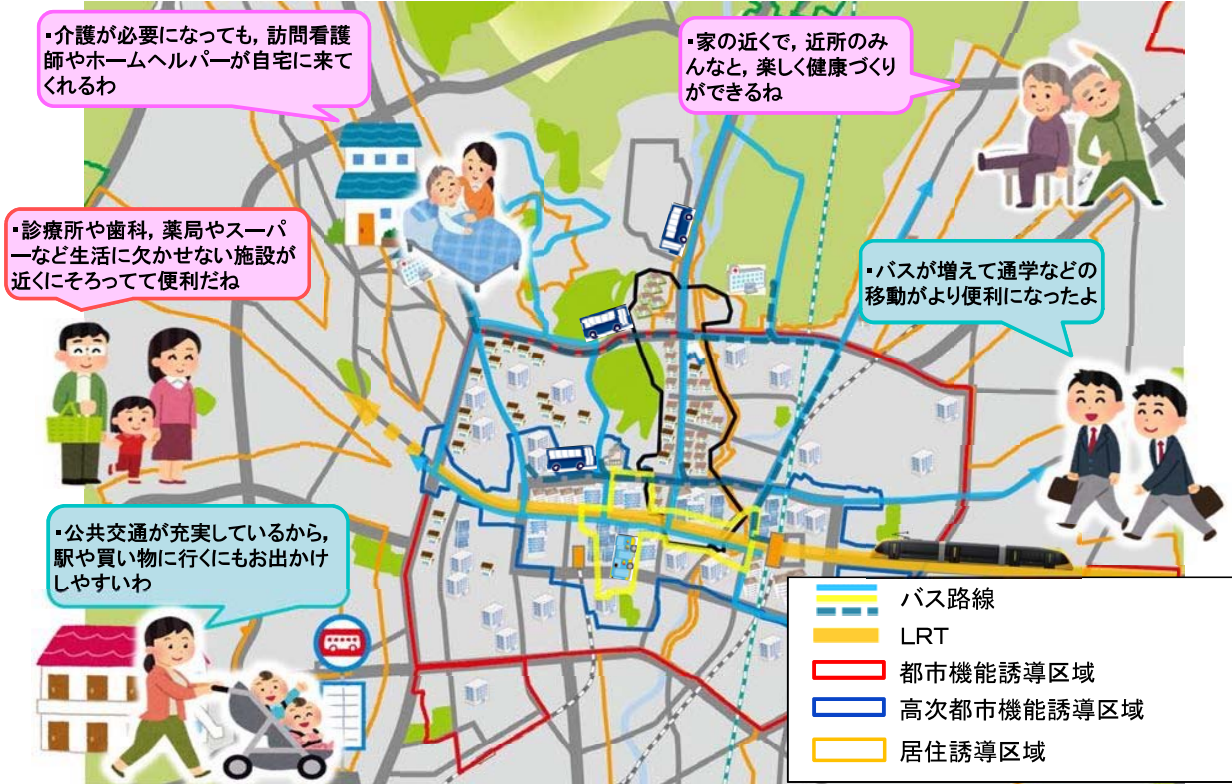 ・介護が必要になっても，訪問看護
師やホームヘルパーが自宅に来て
くれるわ
・家の近くで，近所のみ
んなと，楽しく健康づくり
ができるね
・診療所や歯科，薬局やスーパ
ーなど生活に欠かせない施設が
近くにそろってて便利だね
・バスが増えて通学などの
移動がより便利になったよ
・公共交通が充実しているから，
駅や買い物に行くにもお出かけ
しやすいわ
バス路線
LRT
都市機能誘導区域
高次都市機能誘導区域
居住誘導区域